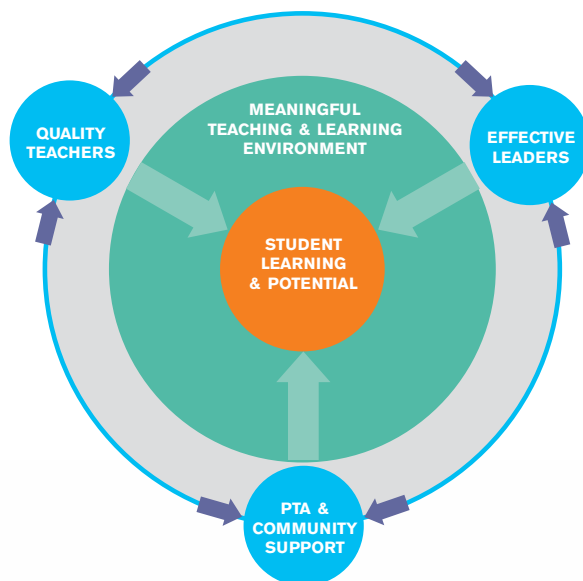 MEANINGFUL
TEACHING & LEARNING
ENVIRONMENT
QUALITY
TEACHERS
EFFECTIVE
LEADERS
STUDENT
LEARNING
& POTENTIAL
PTA &
COMMUNITY
SUPPORT